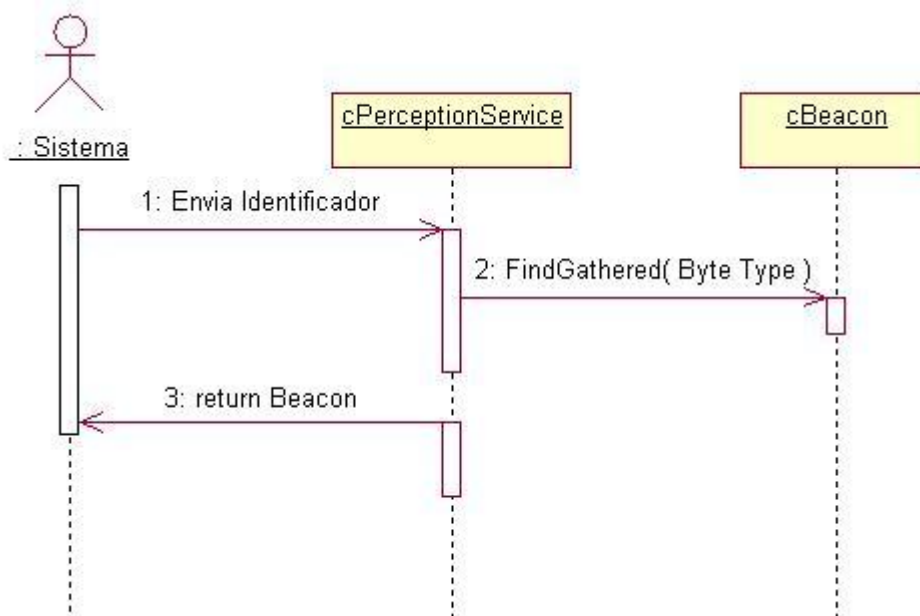 cPerceptionService
cBeacon
: Sistema
1: Envia Identificador
2: FindGathered( Byte Type )
3: return Beacon